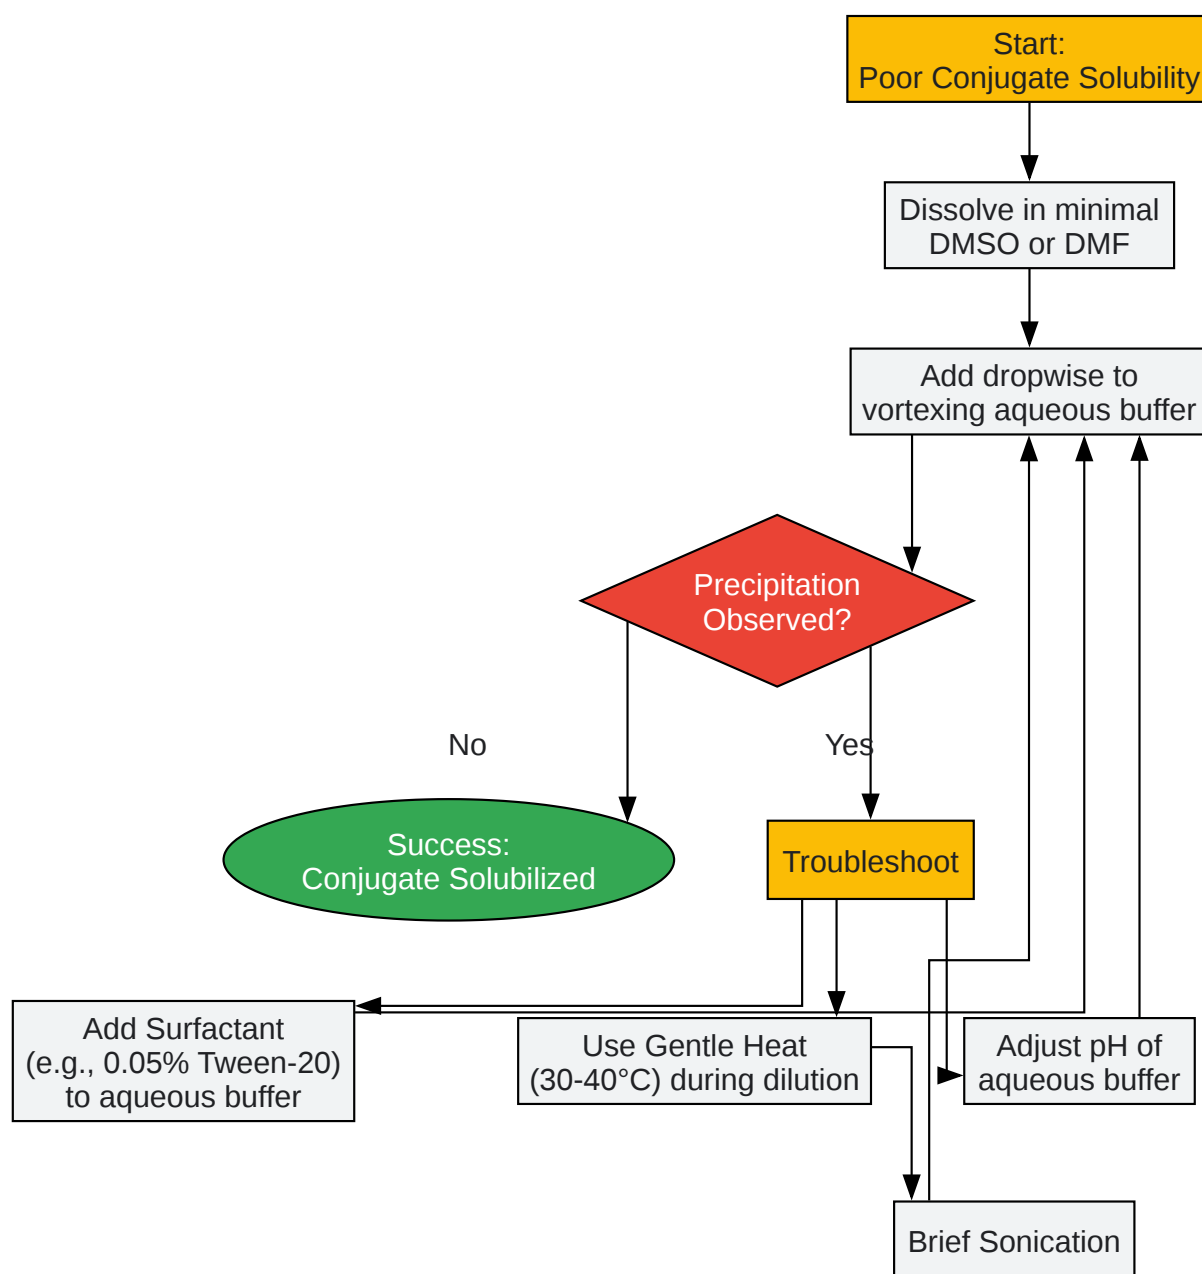 Start:
Poor Conjugate Solubility
Dissolve in minimal
DMSO or DMF
Add dropwise to
vortexing aqueous buffer
Precipitation
Observed?
No
Yes
Success:
Conjugate Solubilized
Troubleshoot
Add Surfactant
(e.g., 0.05% Tween-20)
to aqueous buffer
Use Gentle Heat
(30-40°C) during dilution
Adjust pH of
aqueous buffer
Brief Sonication